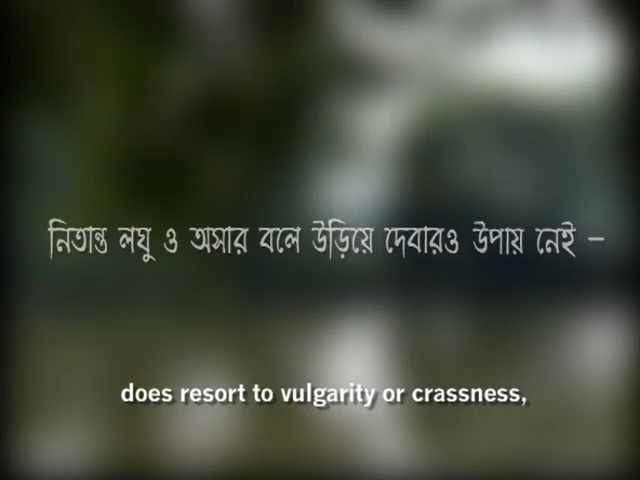 নিতান্ত লঘু ও অসার বলে উড়িয়ে দেবারও উপায় নেই –
does resort to vulgarity or crassness,